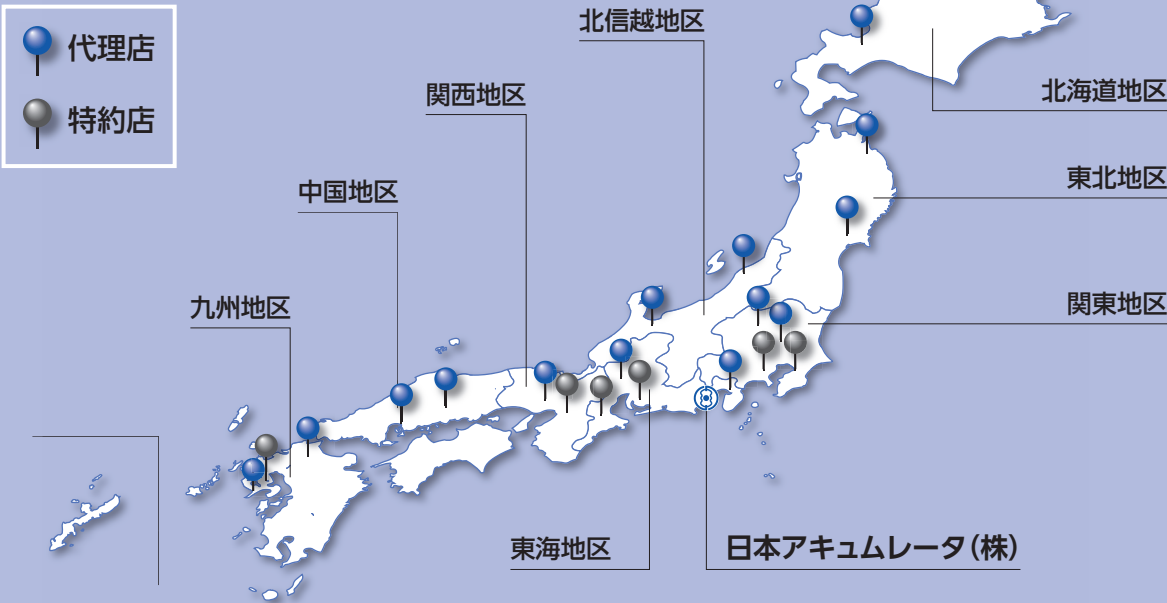 代理店
特約店
北信越地区
北海道地区
関西地区
東北地区
中国地区
九州地区
関東地区
東海地区
日本アキュムレータ(株)